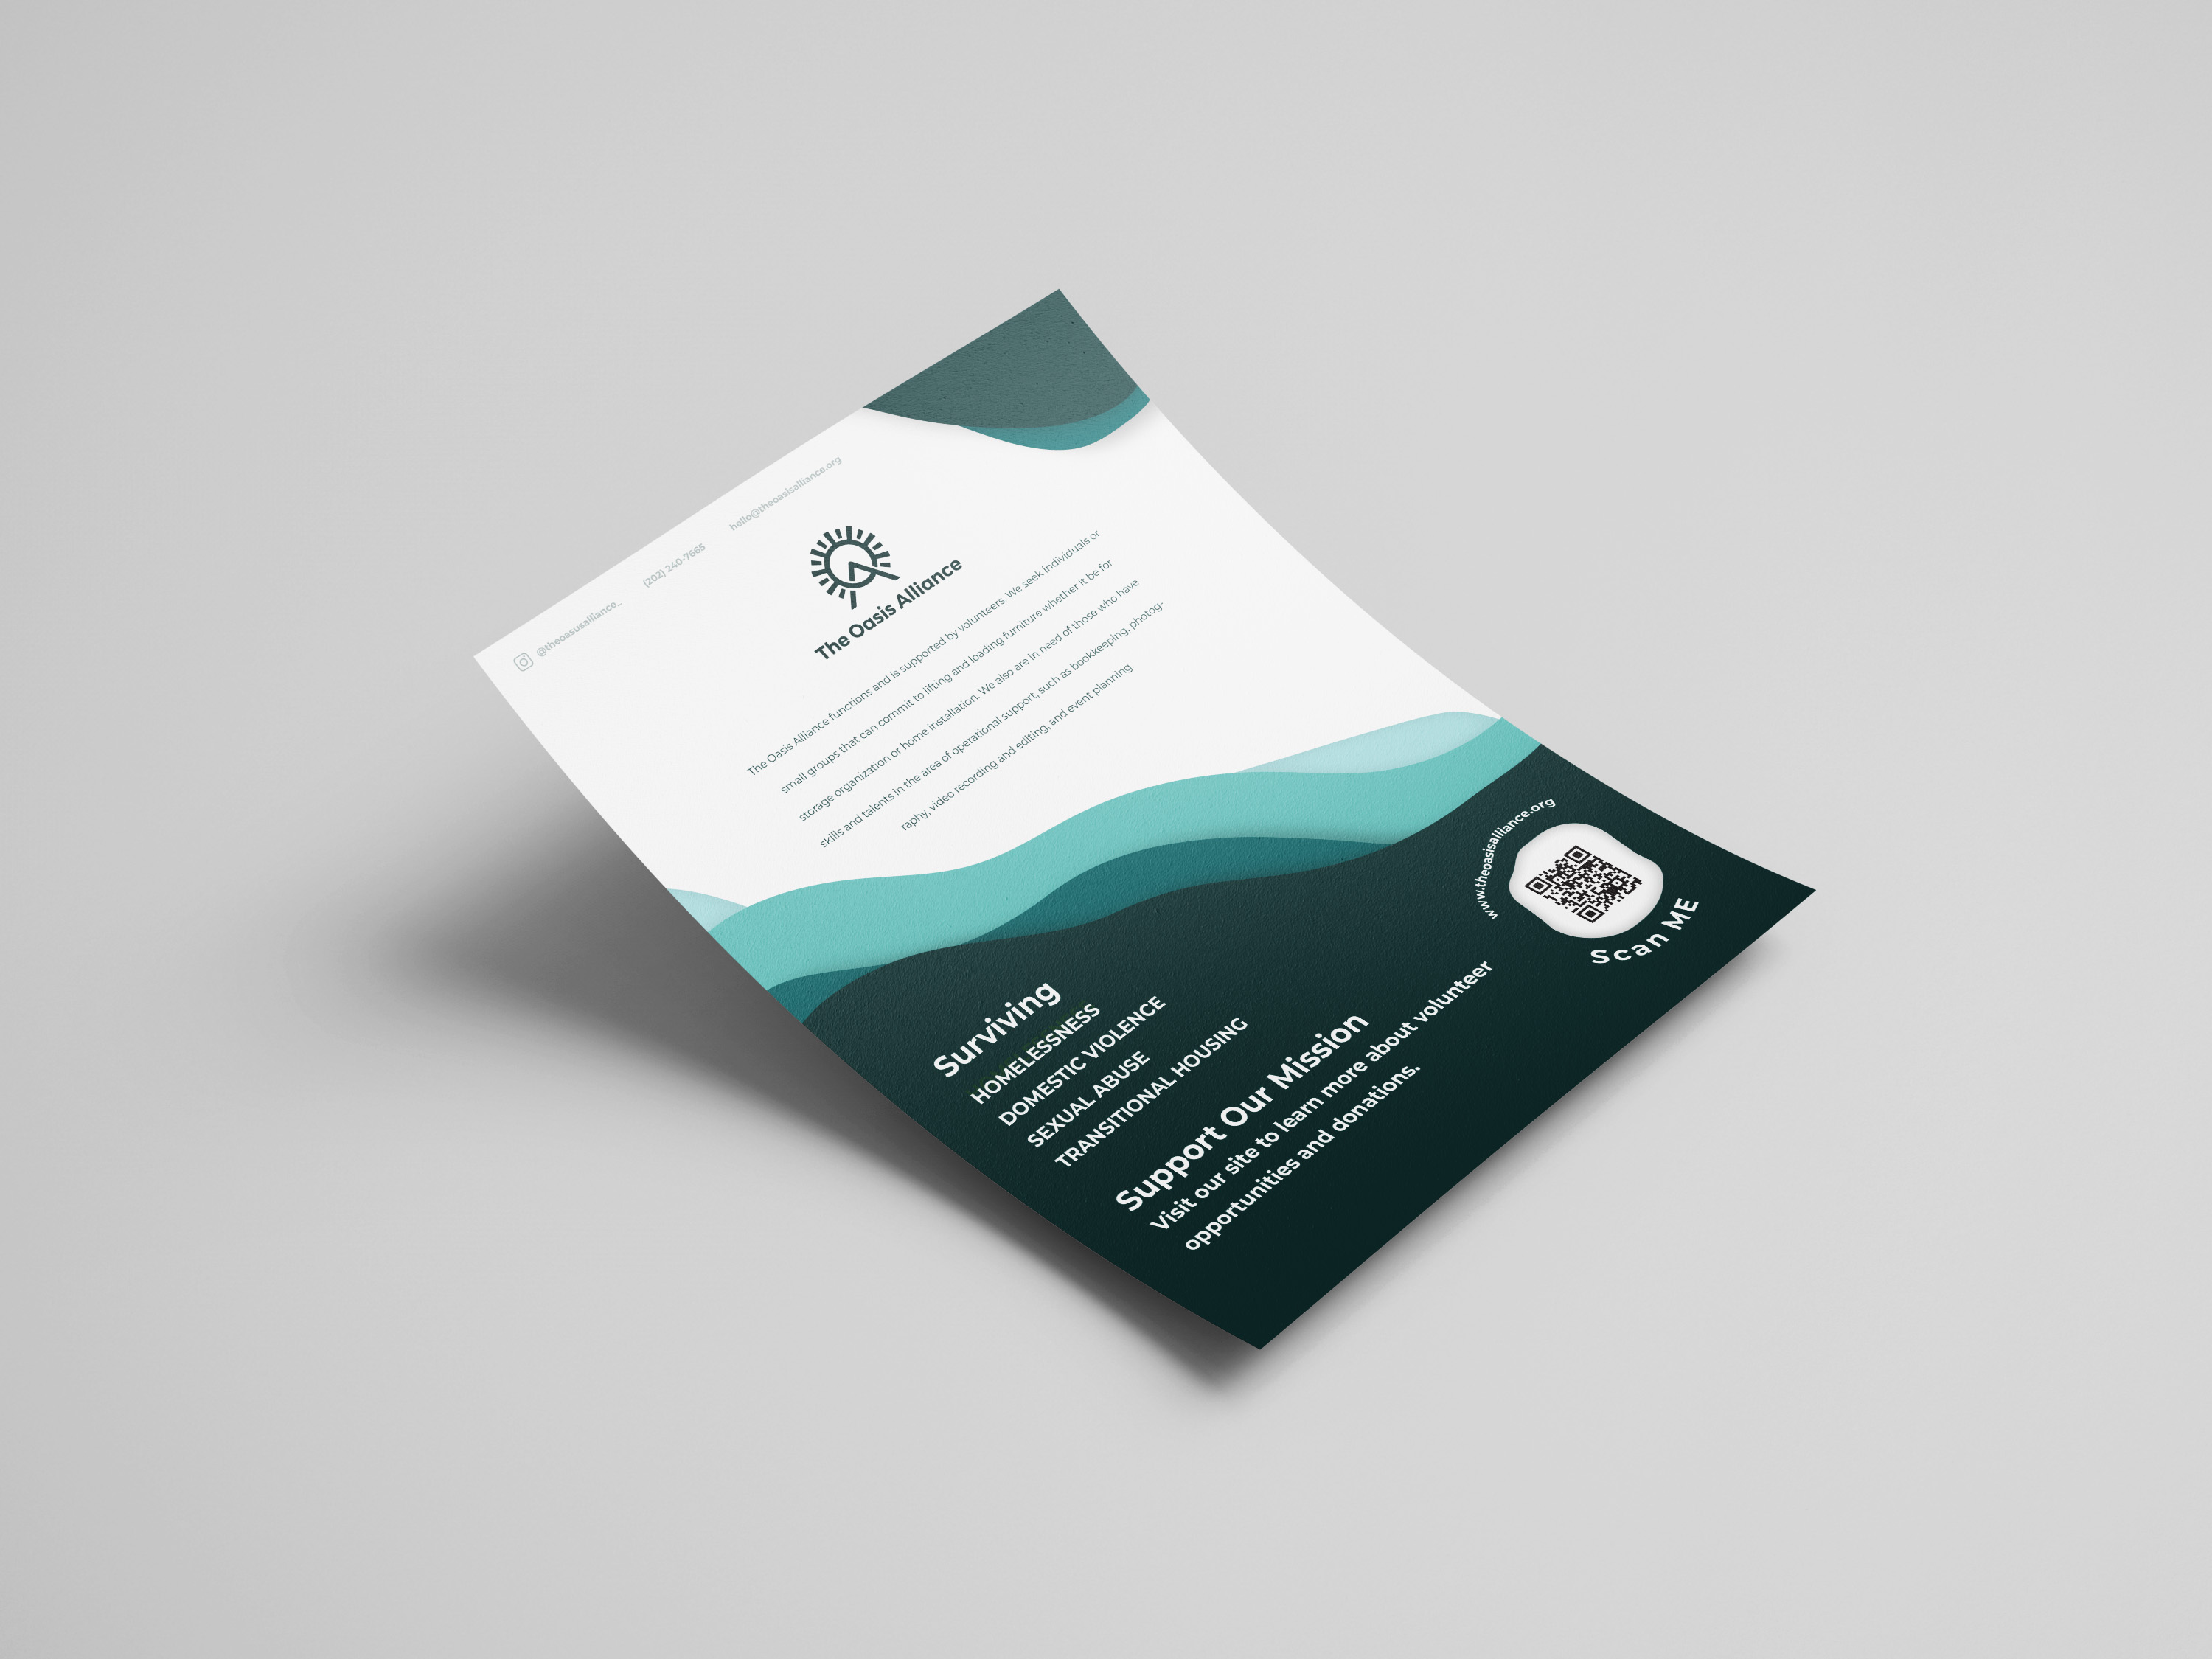 @theoasusalliance_
(202) 240-7665
hello@theoasisalliance.org
The Oasis Alliance
The Oasis Alliance functions and is supported by volunteers. We seek individuals or
small groups that can commit to lifting and loading furniture whether it be for
storage organization or home installation. We also are in need of those who have
skills and talents in the area of operational support, such as bookkeeping, photog-
raphy, video recording and editing, and event planning.
Surviving
HOMELESSNESS
DOMESTIC VIOLENCE
SEXUAL ABUSE
TRANSITIONAL HOUSING
Support Our Mission
Visit our site to learn more about volunteer
opportunities and donations.
www.theoasisalliance.org
Scan ME